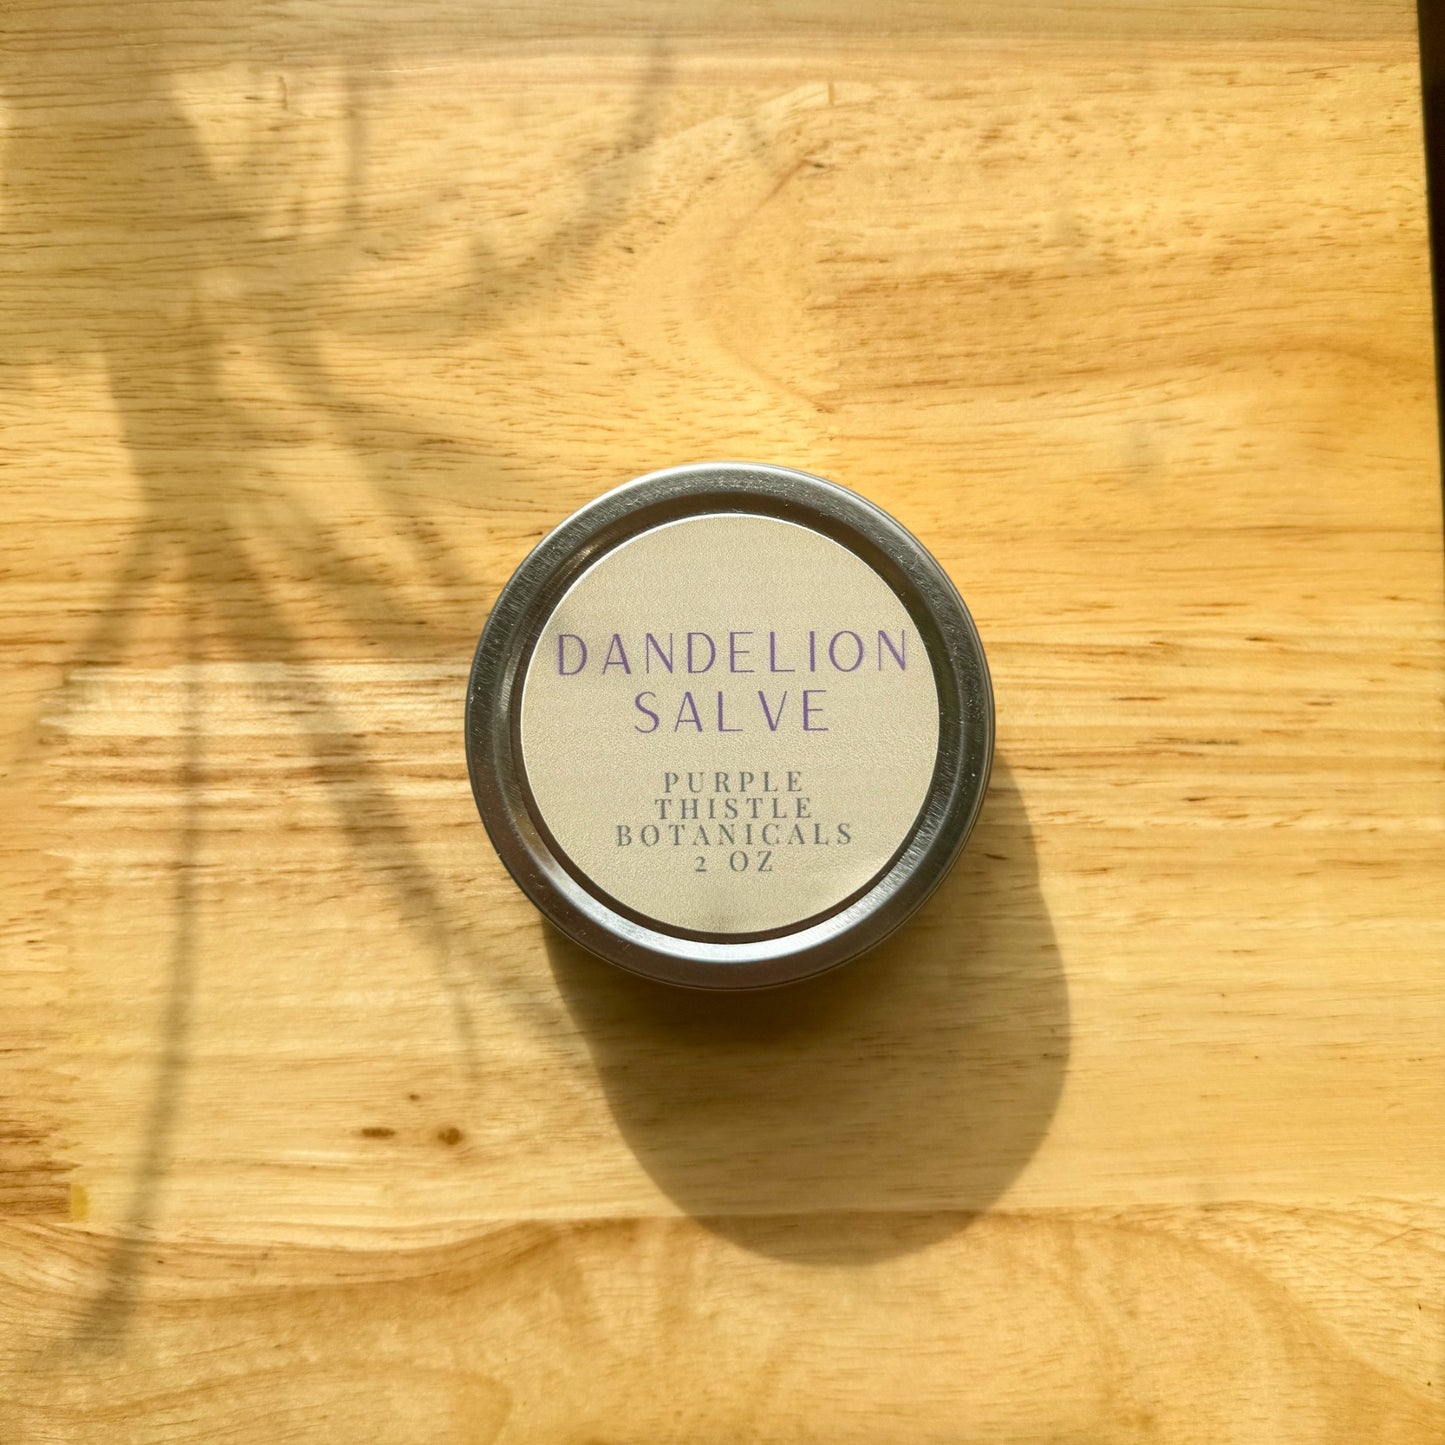 DANDELION
SALVE
PURPLE
THISTLE
BOTANICALS
2 OZ